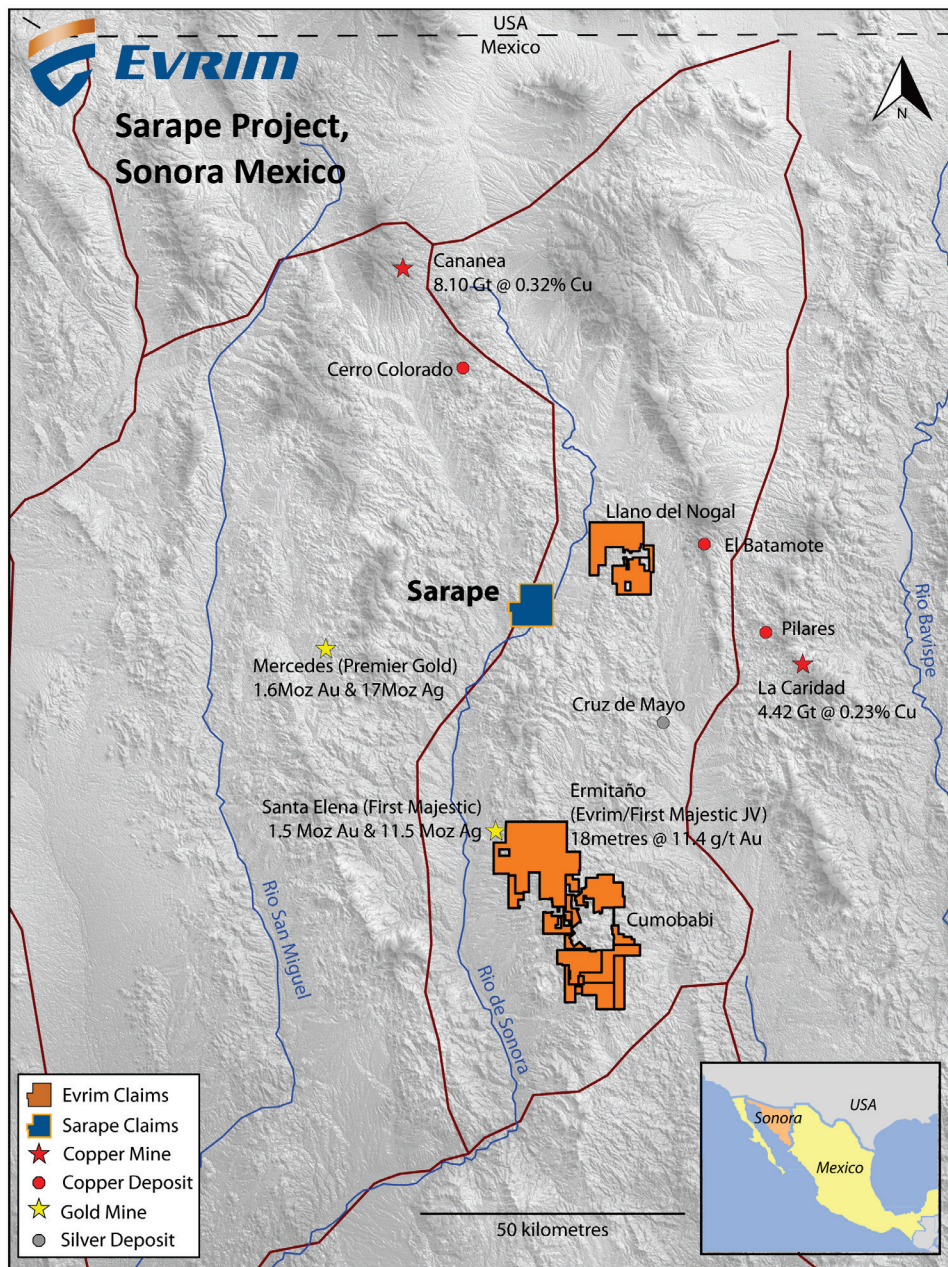 USA
Mexico
EVRIM
Sarape Project,
Sonora Mexico
N
Cananea
8.10 Gt @ 0.32% Cu
Cerro Colorado
Llano del Nogal
El Batamote
Sarape
Rio Bavispe
Pilares
Mercedes (Premier Gold)
1.6Moz Au & 17Moz Ag
La Caridad
4.42 Gt @ 0.23% Cu
Cruz de Mayo
Santa Elena (First Majestic)
1.5 Moz Au & 11.5 Moz Ag
Ermitaño
(Evrim/First Majestic JV)
18metres @ 11.4 g/t Au
Cumobabi
Rio San Miguel
Rio de Sonora
Evrim Claims
Sarape Claims
Copper Mine
Copper Deposit
Gold Mine
Silver Deposit
50 kilometres
USA
Sonora
Mexico